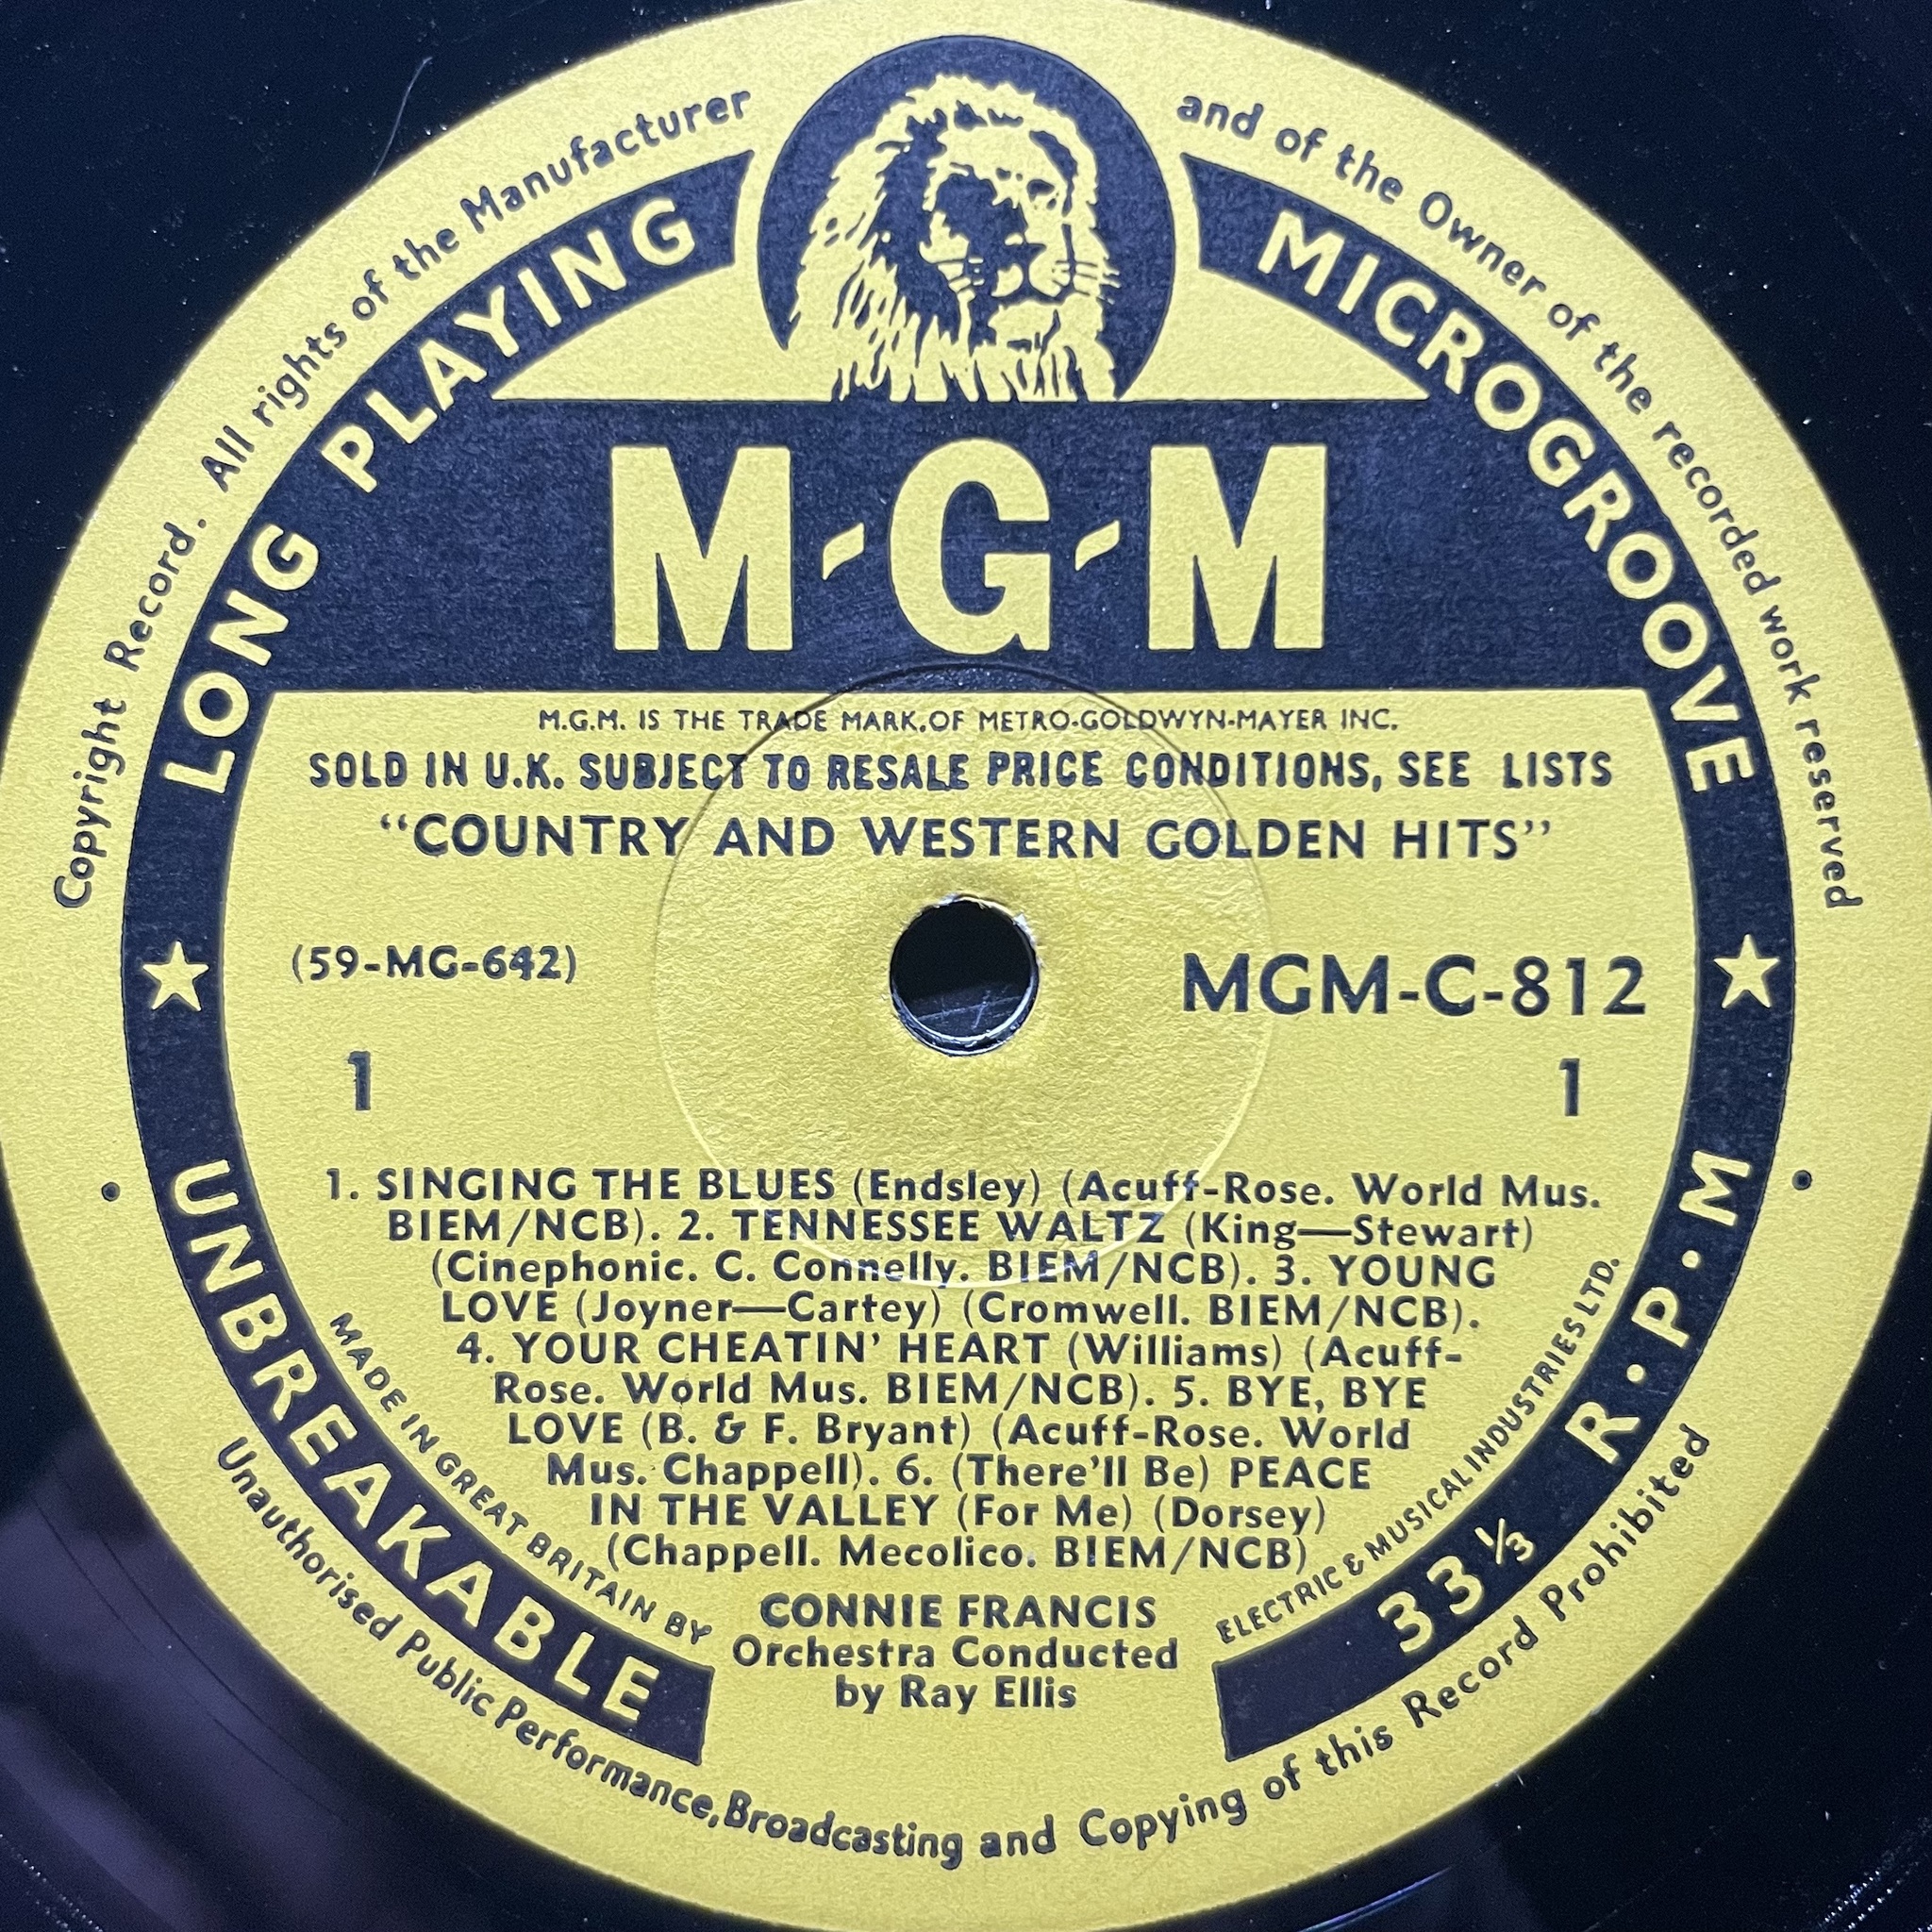 Copyright Record. All rights of the Manufacturer and of the Owner of the recorded work reserved
LONG PLAYING MICROGROOVE
M-G-M
M.G.M. IS THE TRADE MARK.OF METRO-GOLDWYN-MAYER INC.
SOLD IN U.K. SUBJECT TO RESALE PRICE CONDITIONS, SEE LISTS
"COUNTRY AND WESTERN GOLDEN HITS"
(59-MG-642) MGM-C-812
1 1
1. SINGING THE BLUES (Endsley) (Acuff-Rose. World Mus.
BIEM/NCB). 2. TENNESSEE WALTZ (King—Stewart)
(Cinephonic. C. Connelly. BIEM/NCB). 3. YOUNG
LOVE (Joyner—Cartey) (Cromwell. BIEM/NCB).
4. YOUR CHEATIN' HEART (Williams) (Acuff-
Rose. World Mus. BIEM/NCB). 5. BYE, BYE
LOVE (B. & F. Bryant) (Acuff-Rose. World
Mus. Chappell). 6. (There'll Be) PEACE
IN THE VALLEY (For Me) (Dorsey)
(Chappell. Mecolico. BIEM/NCB)
CONNIE FRANCIS
Orchestra Conducted
by Ray Ellis
MADE IN GREAT BRITAIN BY ELECTRIC & MUSICAL INDUSTRIES LTD.
UNBREAKABLE 33⅓ R·P·M
Unauthorised Public Performance, Broadcasting and Copying of this Record Prohibited